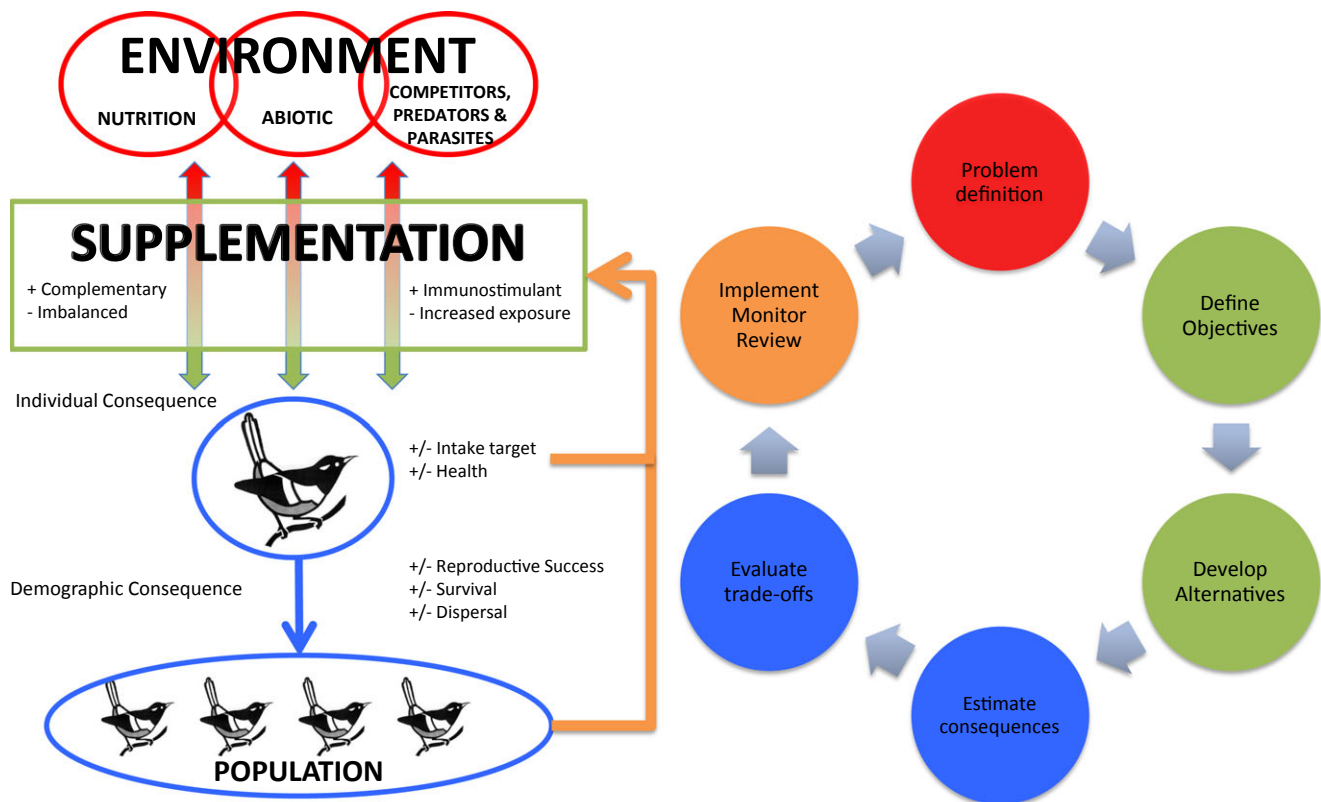 ENVIRONMENT
NUTRITION
ABIOTIC
COMPETITORS,
PREDATORS &
PARASITES
SUPPLEMENTATION
+ Complementary
- Imbalanced
+ Immunostimulant
- Increased exposure
Individual Consequence
+/- Intake target
+/- Health
Demographic Consequence
+/- Reproductive Success
+/- Survival
+/- Dispersal
POPULATION
Problem
definition
Define
Objectives
Develop
Alternatives
Estimate
consequences
Evaluate
trade-offs
Implement
Monitor
Review